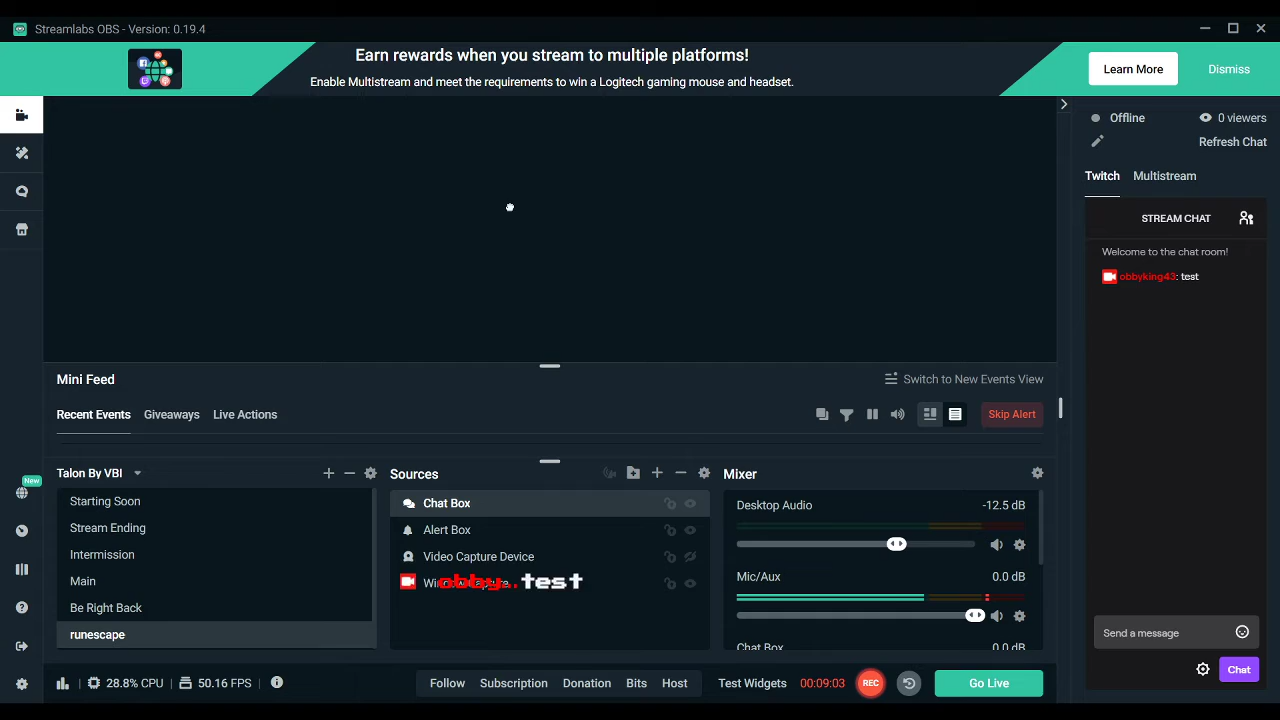 Streamlabs OBS - Version: 0.19.4
Earn rewards when you stream to multiple platforms!
Enable Multistream and meet the requirements to win a Logitech gaming mouse and headset.
Learn More
Dismiss
Offline
0 viewers
Refresh Chat
Twitch
Multistream
STREAM CHAT
Welcome to the chat room!
obbyking43: test
Mini Feed
Switch to New Events View
Recent Events
Giveaways
Live Actions
Skip Alert
New
Talon By VBI
Starting Soon
Stream Ending
Intermission
Main
Be Right Back
runescape
Sources
Chat Box
Alert Box
Video Capture Device
obby..test
Mixer
Desktop Audio
-12.5 dB
Mic/Aux
0.0 dB
Chat Box
0.0 dB
Send a message
Chat
28.8% CPU
50.16 FPS
Follow
Subscription
Donation
Bits
Host
Test Widgets
00:09:03
REC
Go Live